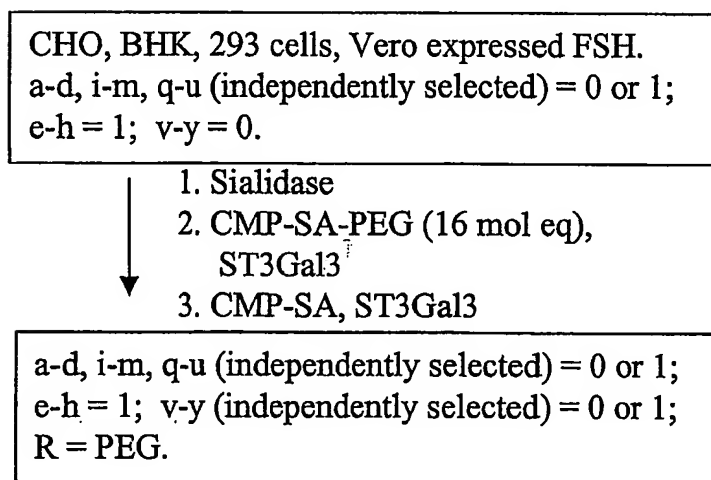 CHO, BHK, 293 cells, Vero expressed FSH.
a-d, i-m, q-u (independently selected) = 0 or 1;
e-h = 1; v-y = 0.
1. Sialidase
2. CMP-SA-PEG (16 mol eq),
ST3Gal3
3. CMP-SA, ST3Gal3
a-d, i-m, q-u (independently selected) = 0 or 1;
e-h = 1; v-y (independently selected) = 0 or 1;
R = PEG.